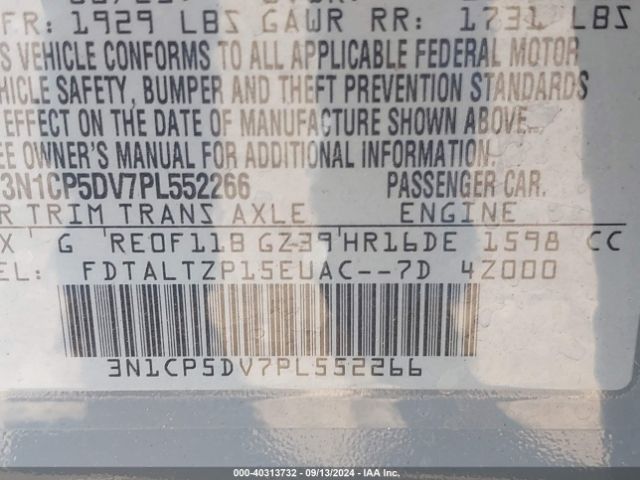 FR: 1929 LBS GAWR RR: 1731 LBS
S VEHICLE CONFORMS TO ALL APPLICABLE FEDERAL MOTOR
HICLE SAFETY, BUMPER AND THEFT PREVENTION STANDARDS
EFFECT ON THE DATE OF MANUFACTURE SHOWN ABOVE.
EE OWNER'S MANUAL FOR ADDITIONAL INFORMATION.
3N1CP5DV7PL552266 PASSENGER CAR.
R TRIM TRANS AXLE ENGINE
X G RE0F11B GZ-39 HR16DE 1598 CC
EL: FDTALTZP15EUAC--7D 4Z000
3N1CP5DV7PL552266
000-40313732 - 09/13/2024 - IAA Inc.